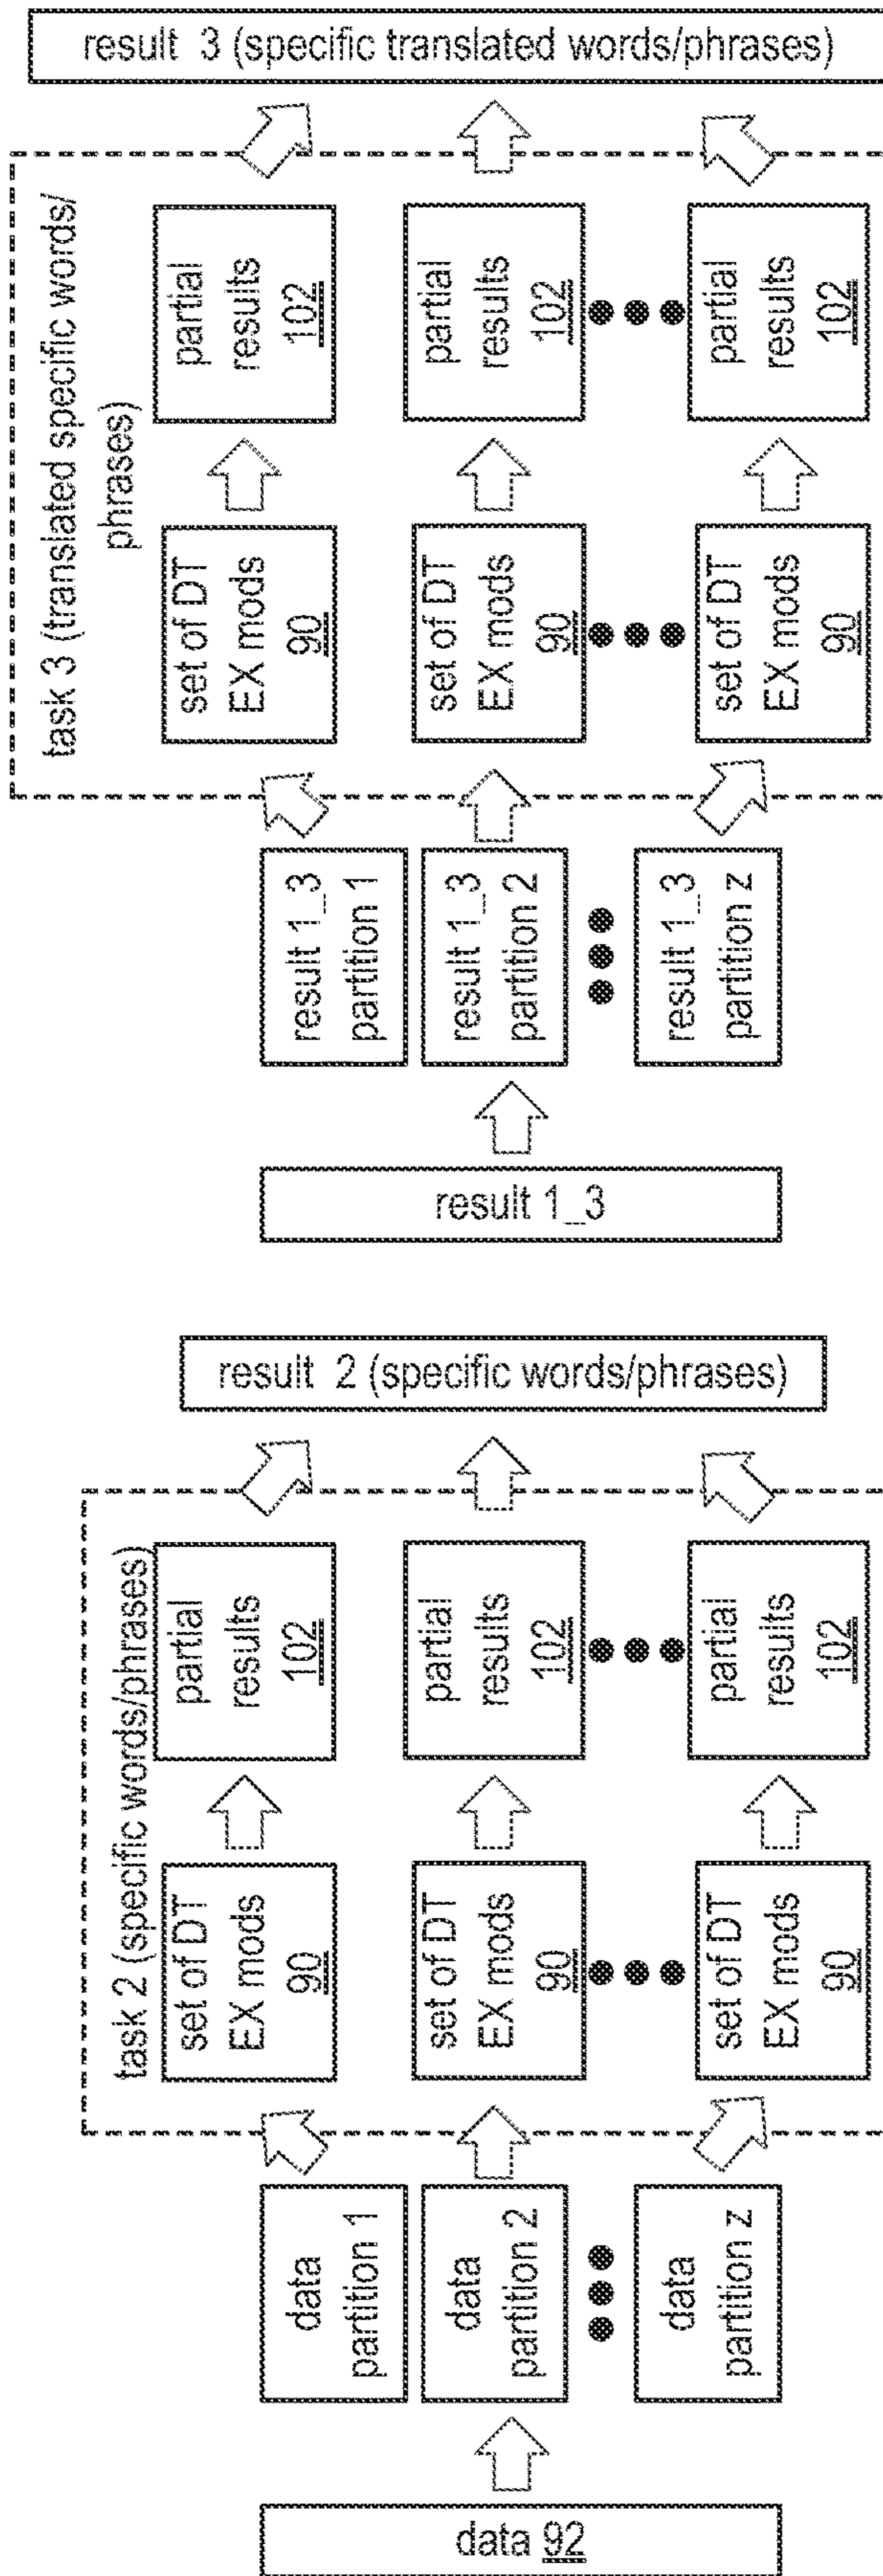 data 92
data
partition 1
data
partition 2
data
partition z
task 2 (specific words/phrases)
set of DT
EX mods
90
set of DT
EX mods
90
set of DT
EX mods
90
partial
results
102
partial
results
102
partial
results
102
result 2 (specific words/phrases)
result 1_3
result 1_3
partition 1
result 1_3
partition 2
result 1_3
partition z
task 3 (translated specific words/
phrases)
set of DT
EX mods
90
set of DT
EX mods
90
set of DT
EX mods
90
partial
results
102
partial
results
102
partial
results
102
result 3 (specific translated words/phrases)